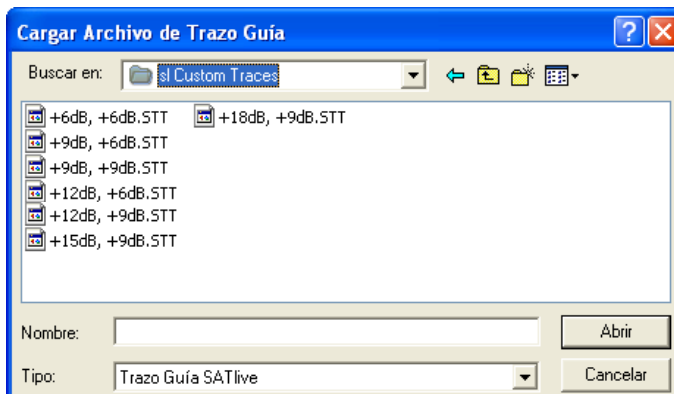 Cargar Archivo de Trazo Guía
Buscar en: sl Custom Traces
+6dB, +6dB.STT +18dB, +9dB.STT
+9dB, +6dB.STT
+9dB, +9dB.STT
+12dB, +6dB.STT
+12dB, +9dB.STT
+15dB, +9dB.STT
Nombre: Abrir
Tipo: Trazo Guía SATlive Cancelar